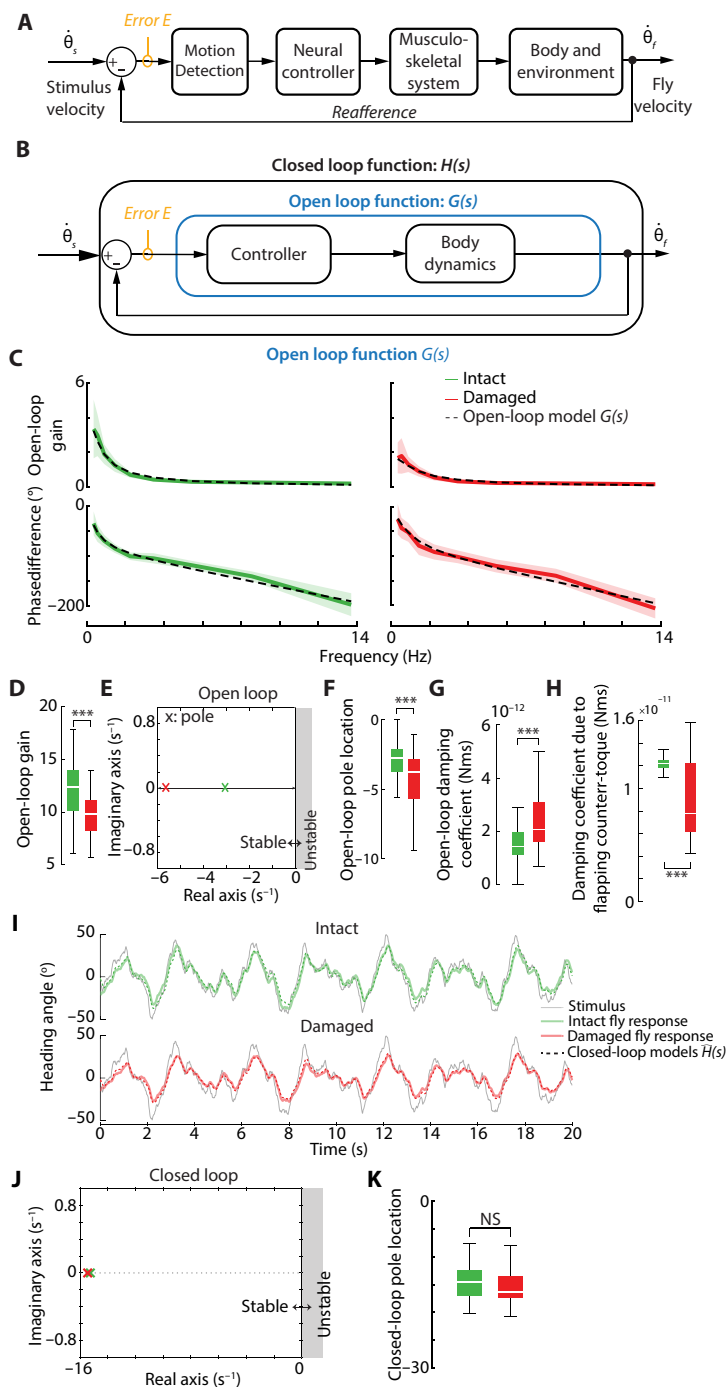 A
Error E
θ̇s
Stimulus velocity
+
−
Motion Detection
Neural controller
Musculo-skeletal system
Body and environment
θ̇f
Fly velocity
Reafference
B
Closed loop function: H(s)
Open loop function: G(s)
Error E
θ̇s
+
−
Controller
Body dynamics
θ̇f
C
Open loop function G(s)
Intact
Damaged
Open-loop model G(s)
Open-loop gain
6
0
0
Phasedifference (°)
0
−200
0
14
0
14
Frequency (Hz)
D
Open-loop gain
20
15
10
5
***
E
Open loop
x: pole
Imaginary axis (s⁻¹)
0.8
0
−0.8
Stable ↔
Unstable
−6
−4
−2
0
Real axis (s⁻¹)
F
Open-loop pole location
0
−5
−10
***
G
Open-loop damping coefficient (Nms)
6
10⁻¹²
4
2
0
***
H
Damping coefficient due to flapping counterr-toque (Nms)
×10⁻¹¹
1.6
1
0
***
I
Intact
50
0
−50
Damaged
50
0
−50
Heading angle (°)
0
2
4
6
8
10
12
14
16
18
20
Time (s)
Stimulus
Intact fly response
Damaged fly response
Closed-loop models H(s)
J
Closed loop
Imaginary axis (s⁻¹)
0.8
0
−0.8
Stable ↔
Unstable
−16
0
Real axis (s⁻¹)
K
Closed-loop pole location
0
−30
NS